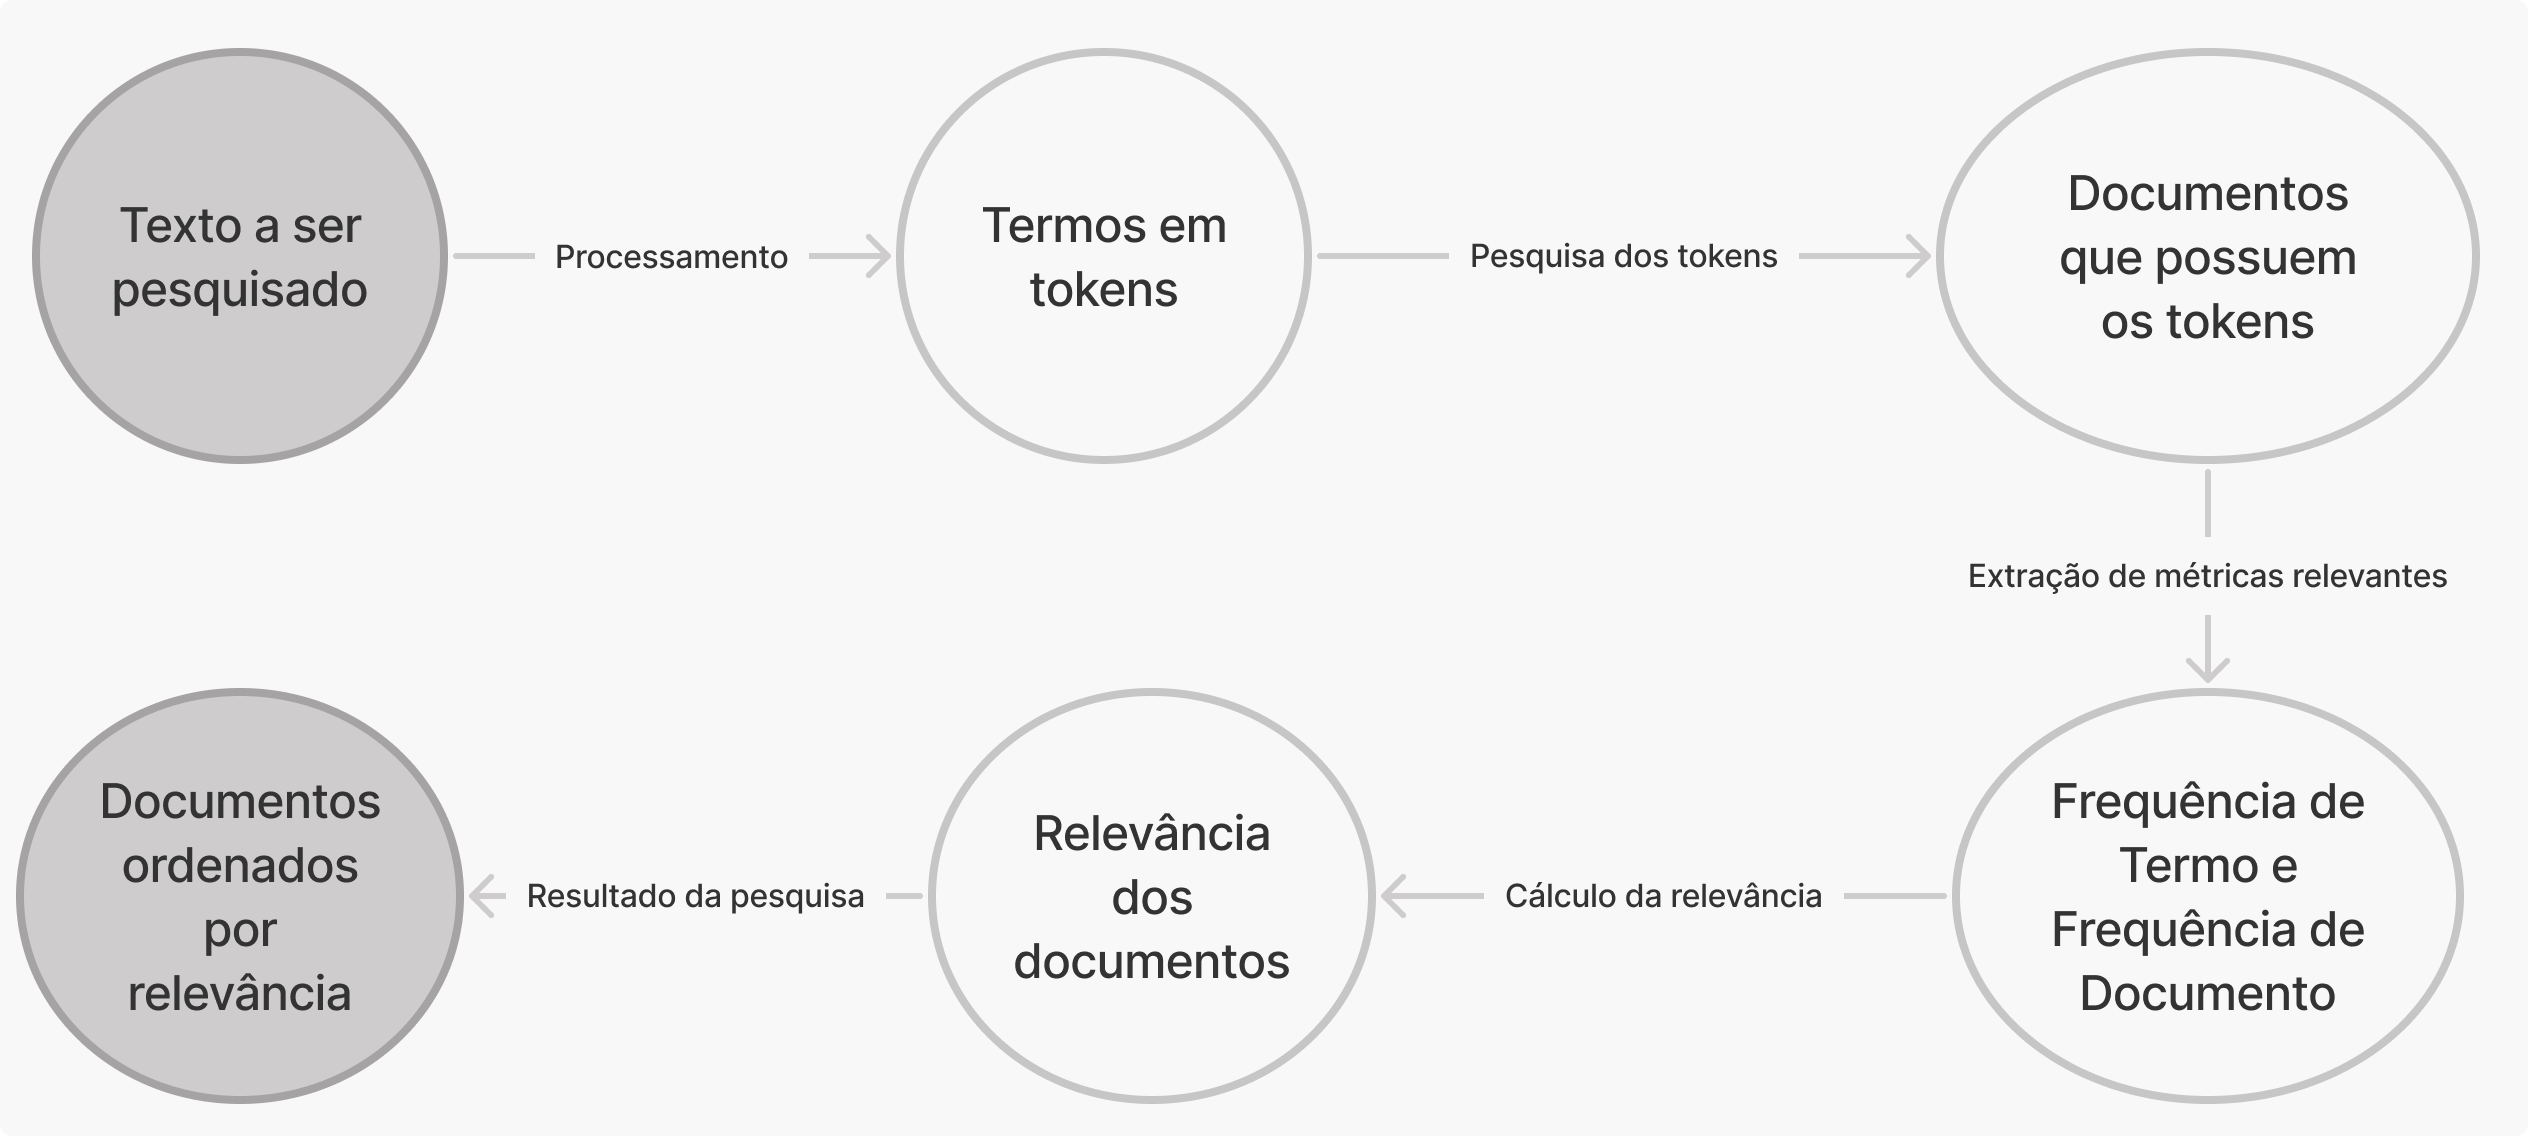 Texto a ser
pesquisado
Processamento
Termos em
tokens
Pesquisa dos tokens
Documentos
que possuem
os tokens
Extração de métricas relevantes
Frequência de
Termo e
Frequência de
Documento
Cálculo da relevância
Relevância
dos
documentos
Resultado da pesquisa
Documentos
ordenados
por
relevância